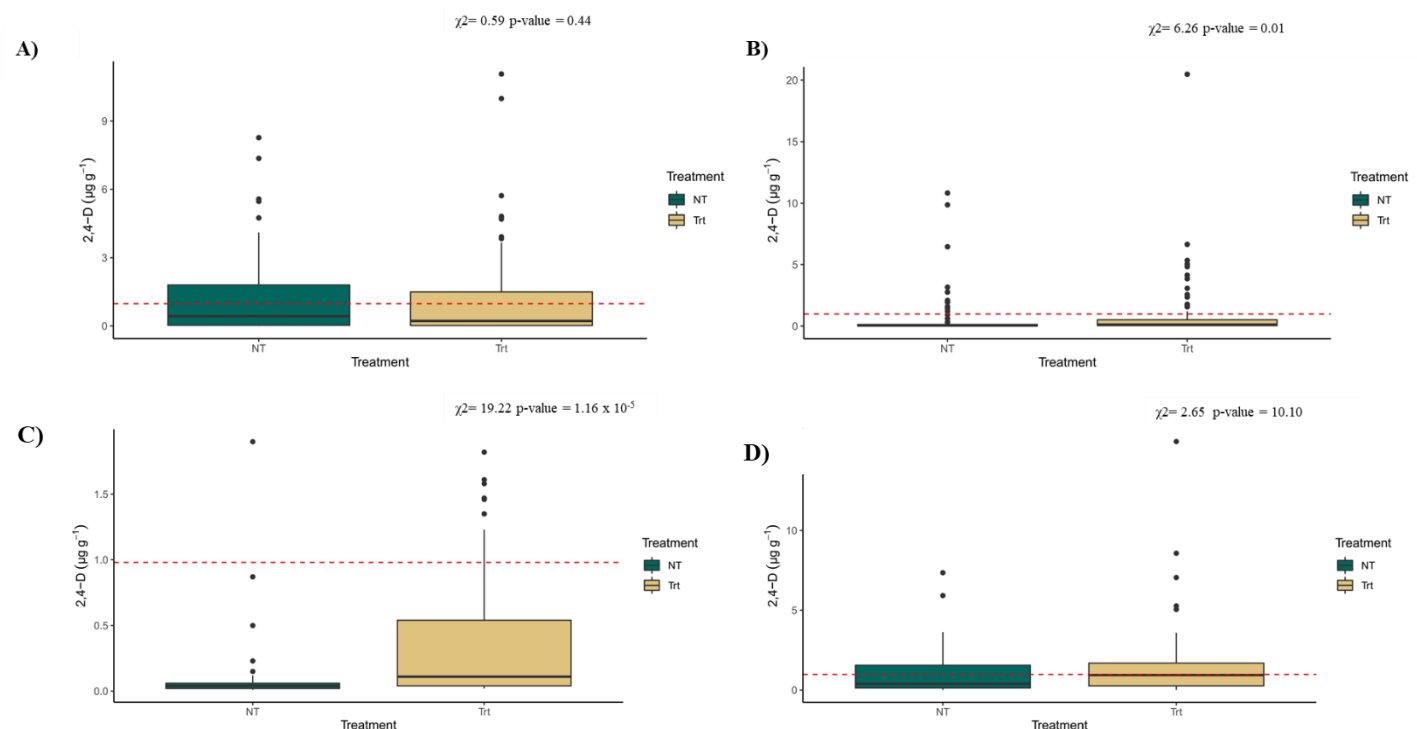 χ2= 0.59 p-value = 0.44
A)
9
6
3
0
2,4−D (µg g⁻¹)
NT
Trt
Treatment
Treatment
NT
Trt
χ2= 6.26 p-value = 0.01
B)
20
15
10
5
0
2,4−D (µg g⁻¹)
NT
Trt
Treatment
Treatment
NT
Trt
χ2= 19.22 p-value = 1.16 x 10⁻⁵
C)
1.5
1.0
0.5
0.0
2,4−D (µg g⁻¹)
NT
Trt
Treatment
Treatment
NT
Trt
χ2= 2.65 p-value = 10.10
D)
10
5
0
2,4−D (µg g⁻¹)
NT
Trt
Treatment
Treatment
NT
Trt